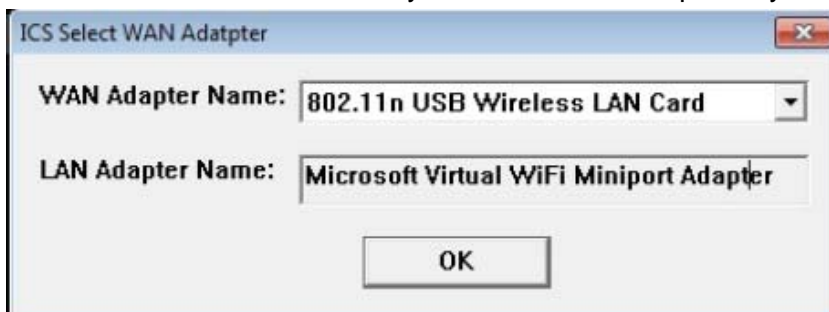 ICS Select WAN Adatpter
WAN Adapter Name: 802.11n USB Wireless LAN Card
LAN Adapter Name: Microsoft Virtual WiFi Miniport Adapter
OK